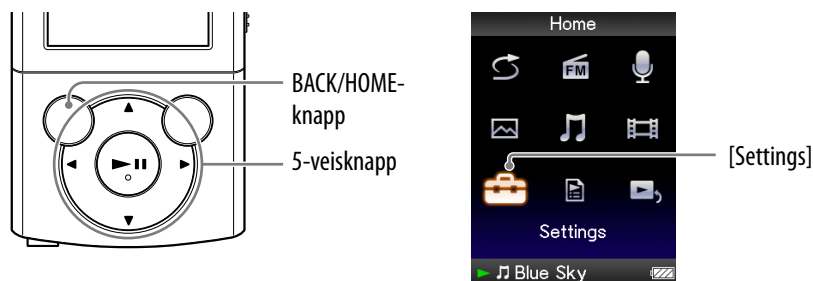 BACK/HOME-
knapp
5-veisknapp
Home
FM
[Settings]
Settings
Blue Sky